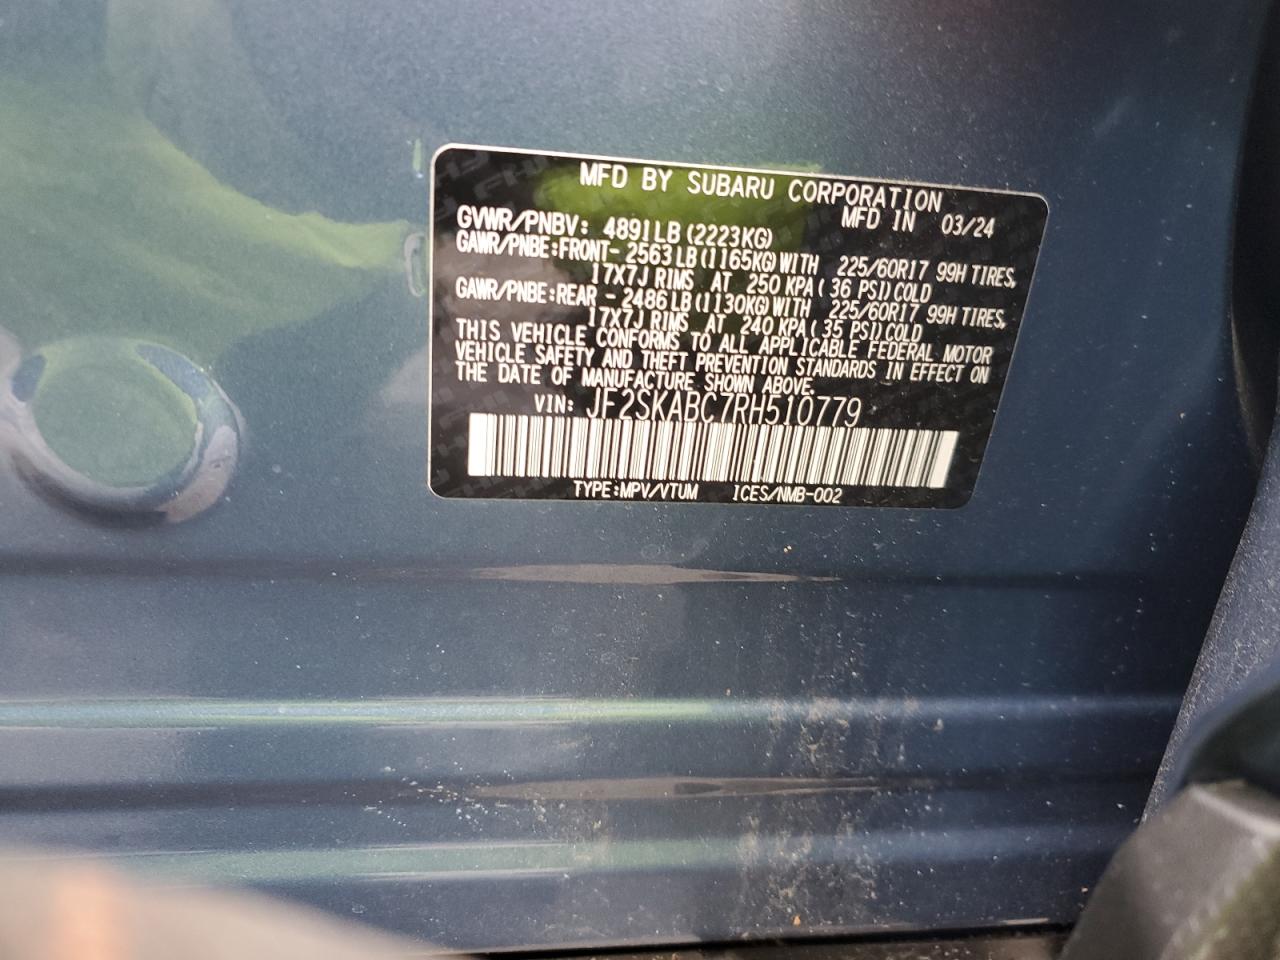 MFD BY SUBARU CORPORATION
MFD IN 03/24
GVWR/PNBV: 4891LB(2223KG)
GAWR/PNBE:FRONT-2563LB(1165KG)WITH 225/60R17 99H TIRES,
17X7J RIMS AT 250 KPA(36 PSI)COLD
GAWR/PNBE:REAR -2486LB(1130KG)WITH 225/60R17 99H TIRES,
17X7J RIMS AT 240 KPA(35 PSI)COLD
THIS VEHICLE CONFORMS TO ALL APPLICABLE FEDERAL MOTOR
VEHICLE SAFETY AND THEFT PREVENTION STANDARDS IN EFFECT ON
THE DATE OF MANUFACTURE SHOWN ABOVE.
VIN: JF2SKABC7RH510779
TYPE:MPV/VTUM ICES/NMB-002